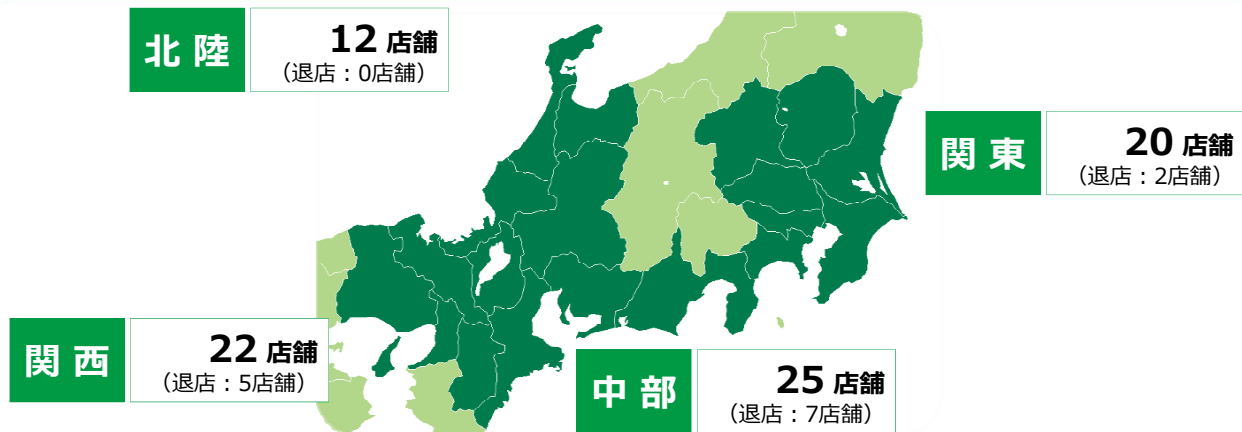 北陸
12 店舗
（退店：0店舗）
関東
20 店舗
（退店：2店舗）
関西
22 店舗
（退店：5店舗）
中部
25 店舗
（退店：7店舗）